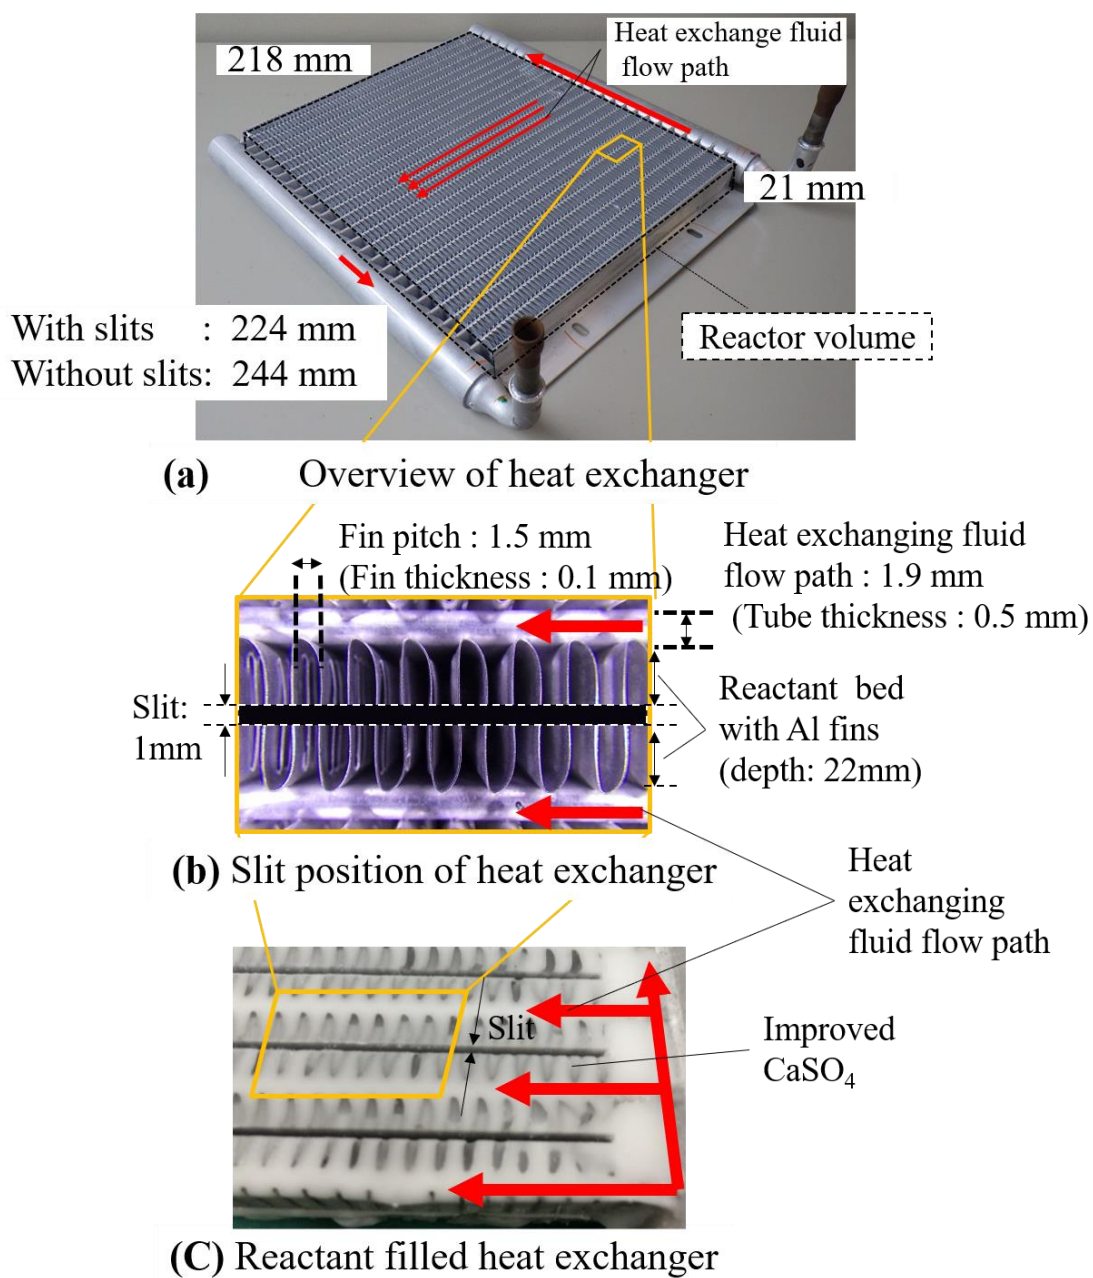 Heat exchange fluid
flow path
218 mm
21 mm
With slits : 224 mm
Without slits: 244 mm
Reactor volume
(a) Overview of heat exchanger
Fin pitch : 1.5 mm
(Fin thickness : 0.1 mm)
Heat exchanging fluid
flow path : 1.9 mm
(Tube thickness : 0.5 mm)
Slit:
1mm
Reactant bed
with Al fins
(depth: 22mm)
(b) Slit position of heat exchanger
Heat
exchanging
fluid flow path
Slit
Improved
CaSO₄
(C) Reactant filled heat exchanger